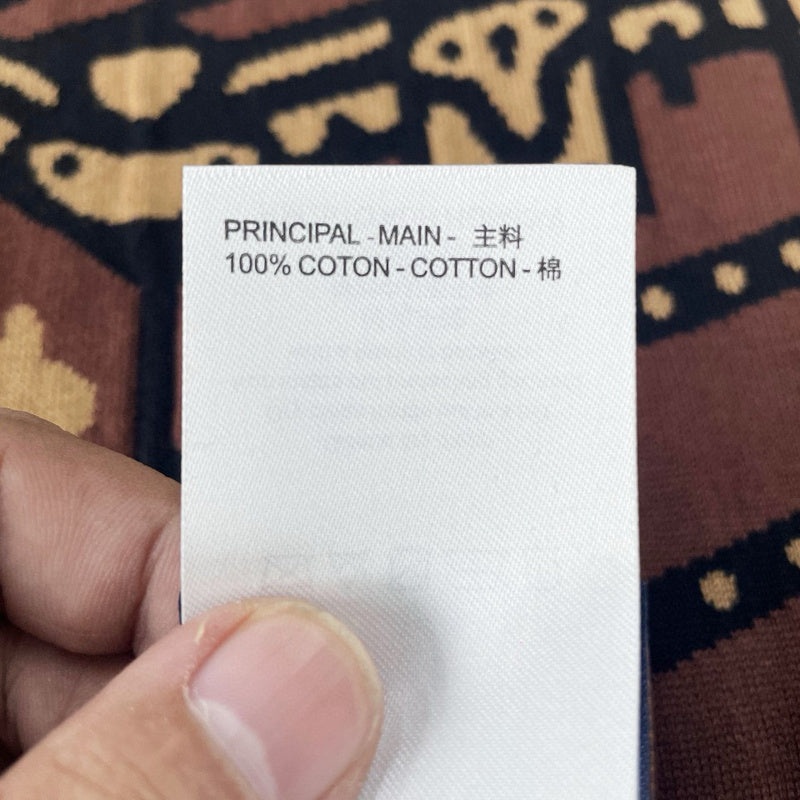 PRINCIPAL - MAIN - 主料
100% COTON - COTTON - 棉